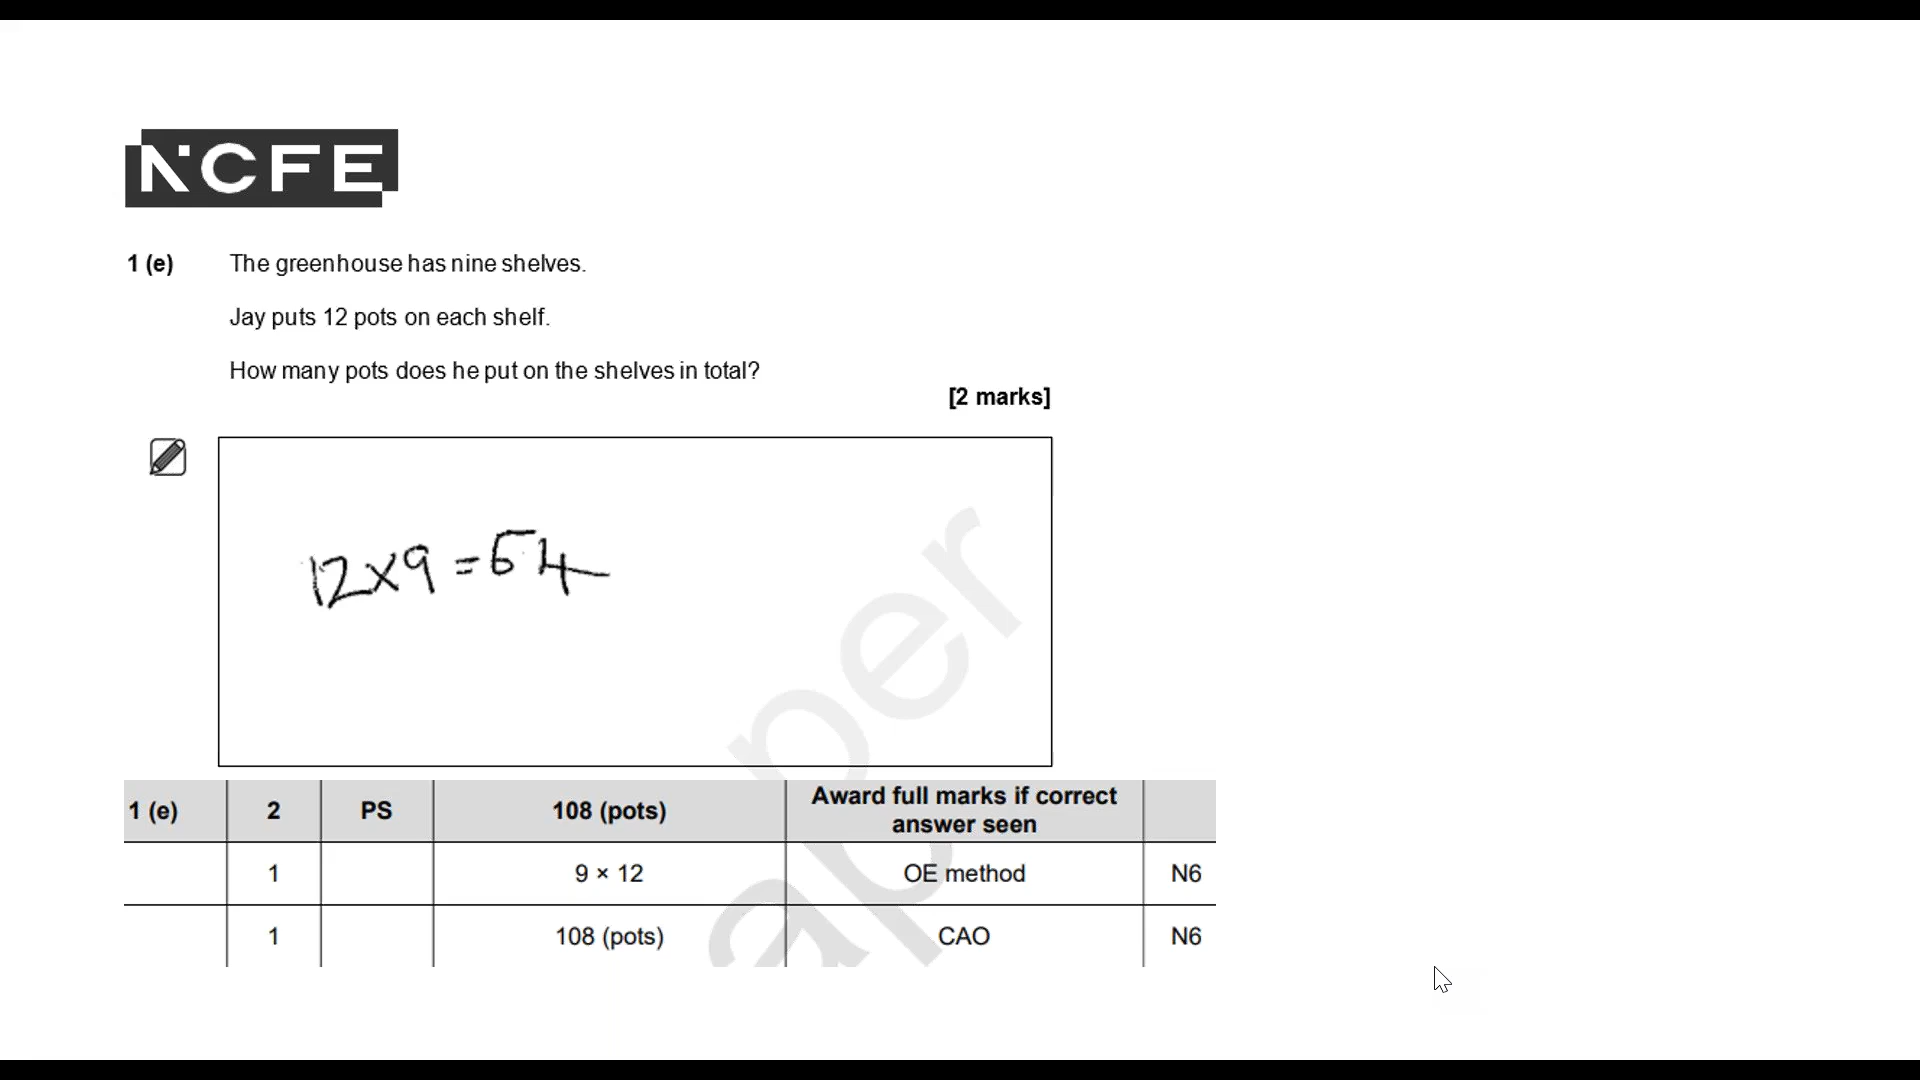 NCFE
1 (e) The greenhouse has nine shelves.
Jay puts 12 pots on each shelf.
How many pots does he put on the shelves in total?
[2 marks]
12×9=54
1 (e) 2 PS 108 (pots) Award full marks if correct answer seen
1 9 × 12 OE method N6
1 108 (pots) CAO N6